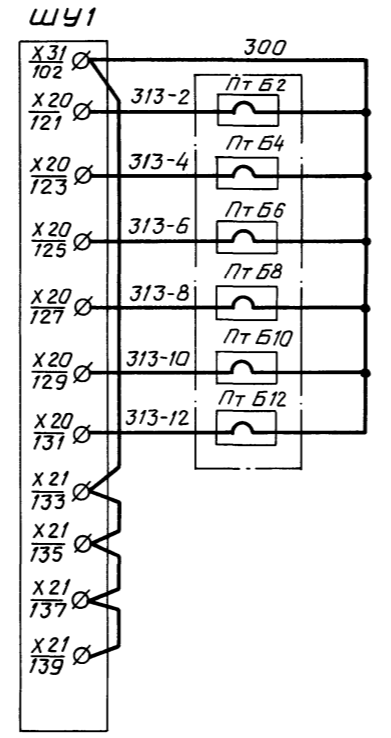 ШУ1
X31
102
300
X20
121
313-2
Пт Б2
X20
123
313-4
Пт Б4
X20
125
313-6
Пт Б6
X20
127
313-8
Пт Б8
X20
129
313-10
Пт Б10
X20
131
313-12
Пт Б12
X21
133
X21
135
X21
137
X21
139